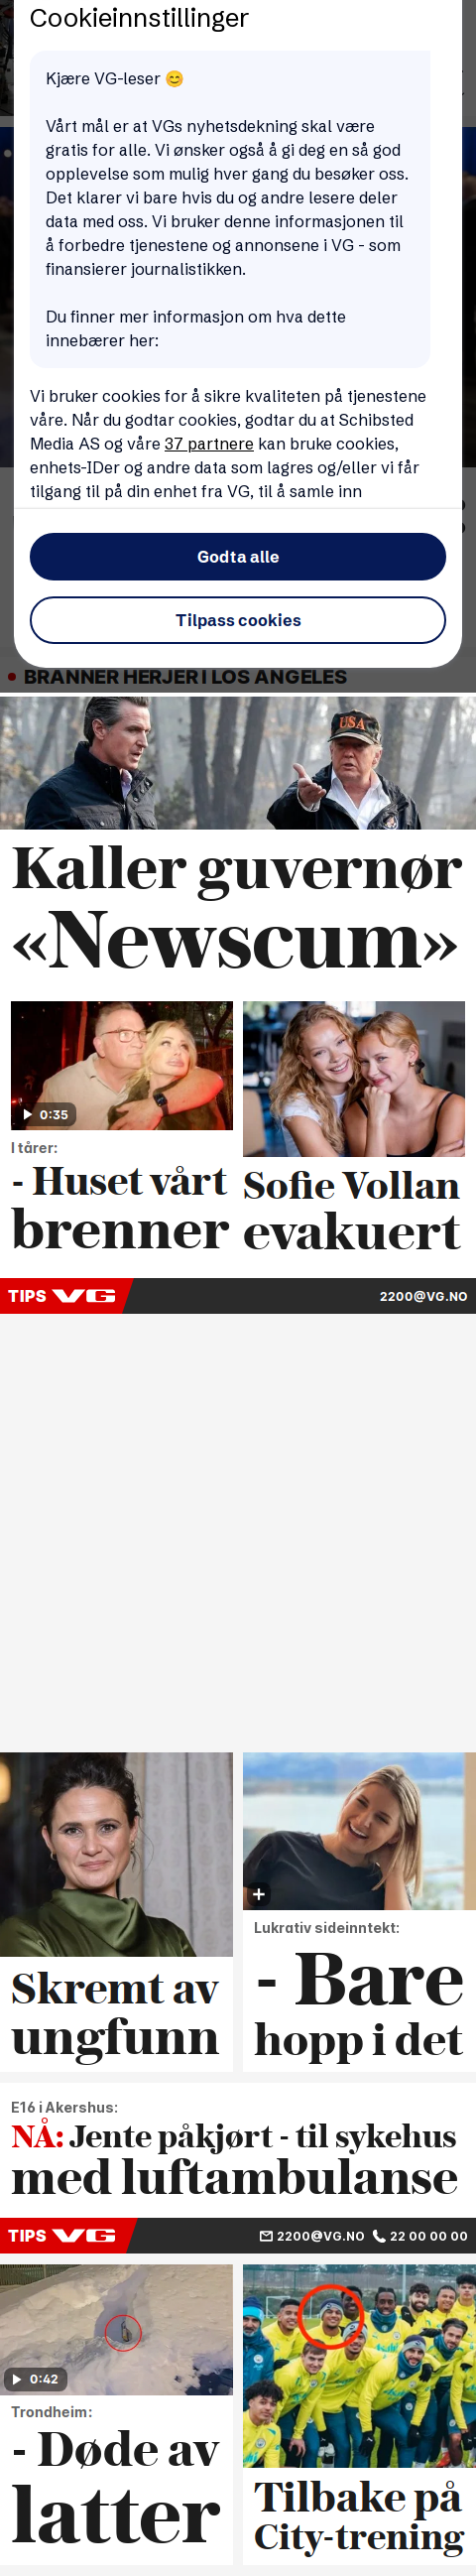 Cookieinnstillinger
Kjære VG-leser 😊
Vårt mål er at VGs nyhetsdekning skal være
gratis for alle. Vi ønsker også å gi deg en så god
opplevelse som mulig hver gang du besøker oss.
Det klarer vi bare hvis du og andre lesere deler
data med oss. Vi bruker denne informasjonen til
å forbedre tjenestene og annonsene i VG - som
finansierer journalistikken.
Du finner mer informasjon om hva dette
innebærer her:
Vi bruker cookies for å sikre kvaliteten på tjenestene
våre. Når du godtar cookies, godtar du at Schibsted
Media AS og våre 37 partnere kan bruke cookies,
enhets-IDer og andre data som lagres og/eller vi får
tilgang til på din enhet fra VG, til å samle inn
Godta alle
Tilpass cookies
BRANNER HERJER I LOS ANGELES
USA
Kaller guvernør
«Newscum»
0:35
I tårer:
- Huset vårt
brenner
Sofie Vollan
evakuert
TIPS VG
2200@VG.NO
Skremt av
ungfunn
Lukrativ sideinntekt:
- Bare
hopp i det
E16 i Akershus:
NÅ: Jente påkjørt - til sykehus
med luftambulanse
TIPS VG
2200@VG.NO 22 00 00 00
0:42
Trondheim:
- Døde av
latter
Tilbake på
City-trening